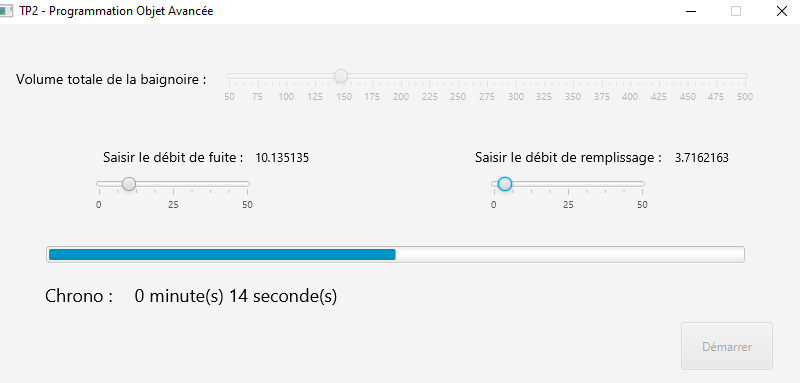 TP2 - Programmation Objet Avancée
Volume totale de la baignoire :
50 75 100 125 150 175 200 225 250 275 300 325 350 375 400 425 450 475 500
Saisir le débit de fuite : 10.135135
0 25 50
Saisir le débit de remplissage : 3.7162163
0 25 50
Chrono : 0 minute(s) 14 seconde(s)
Démarrer